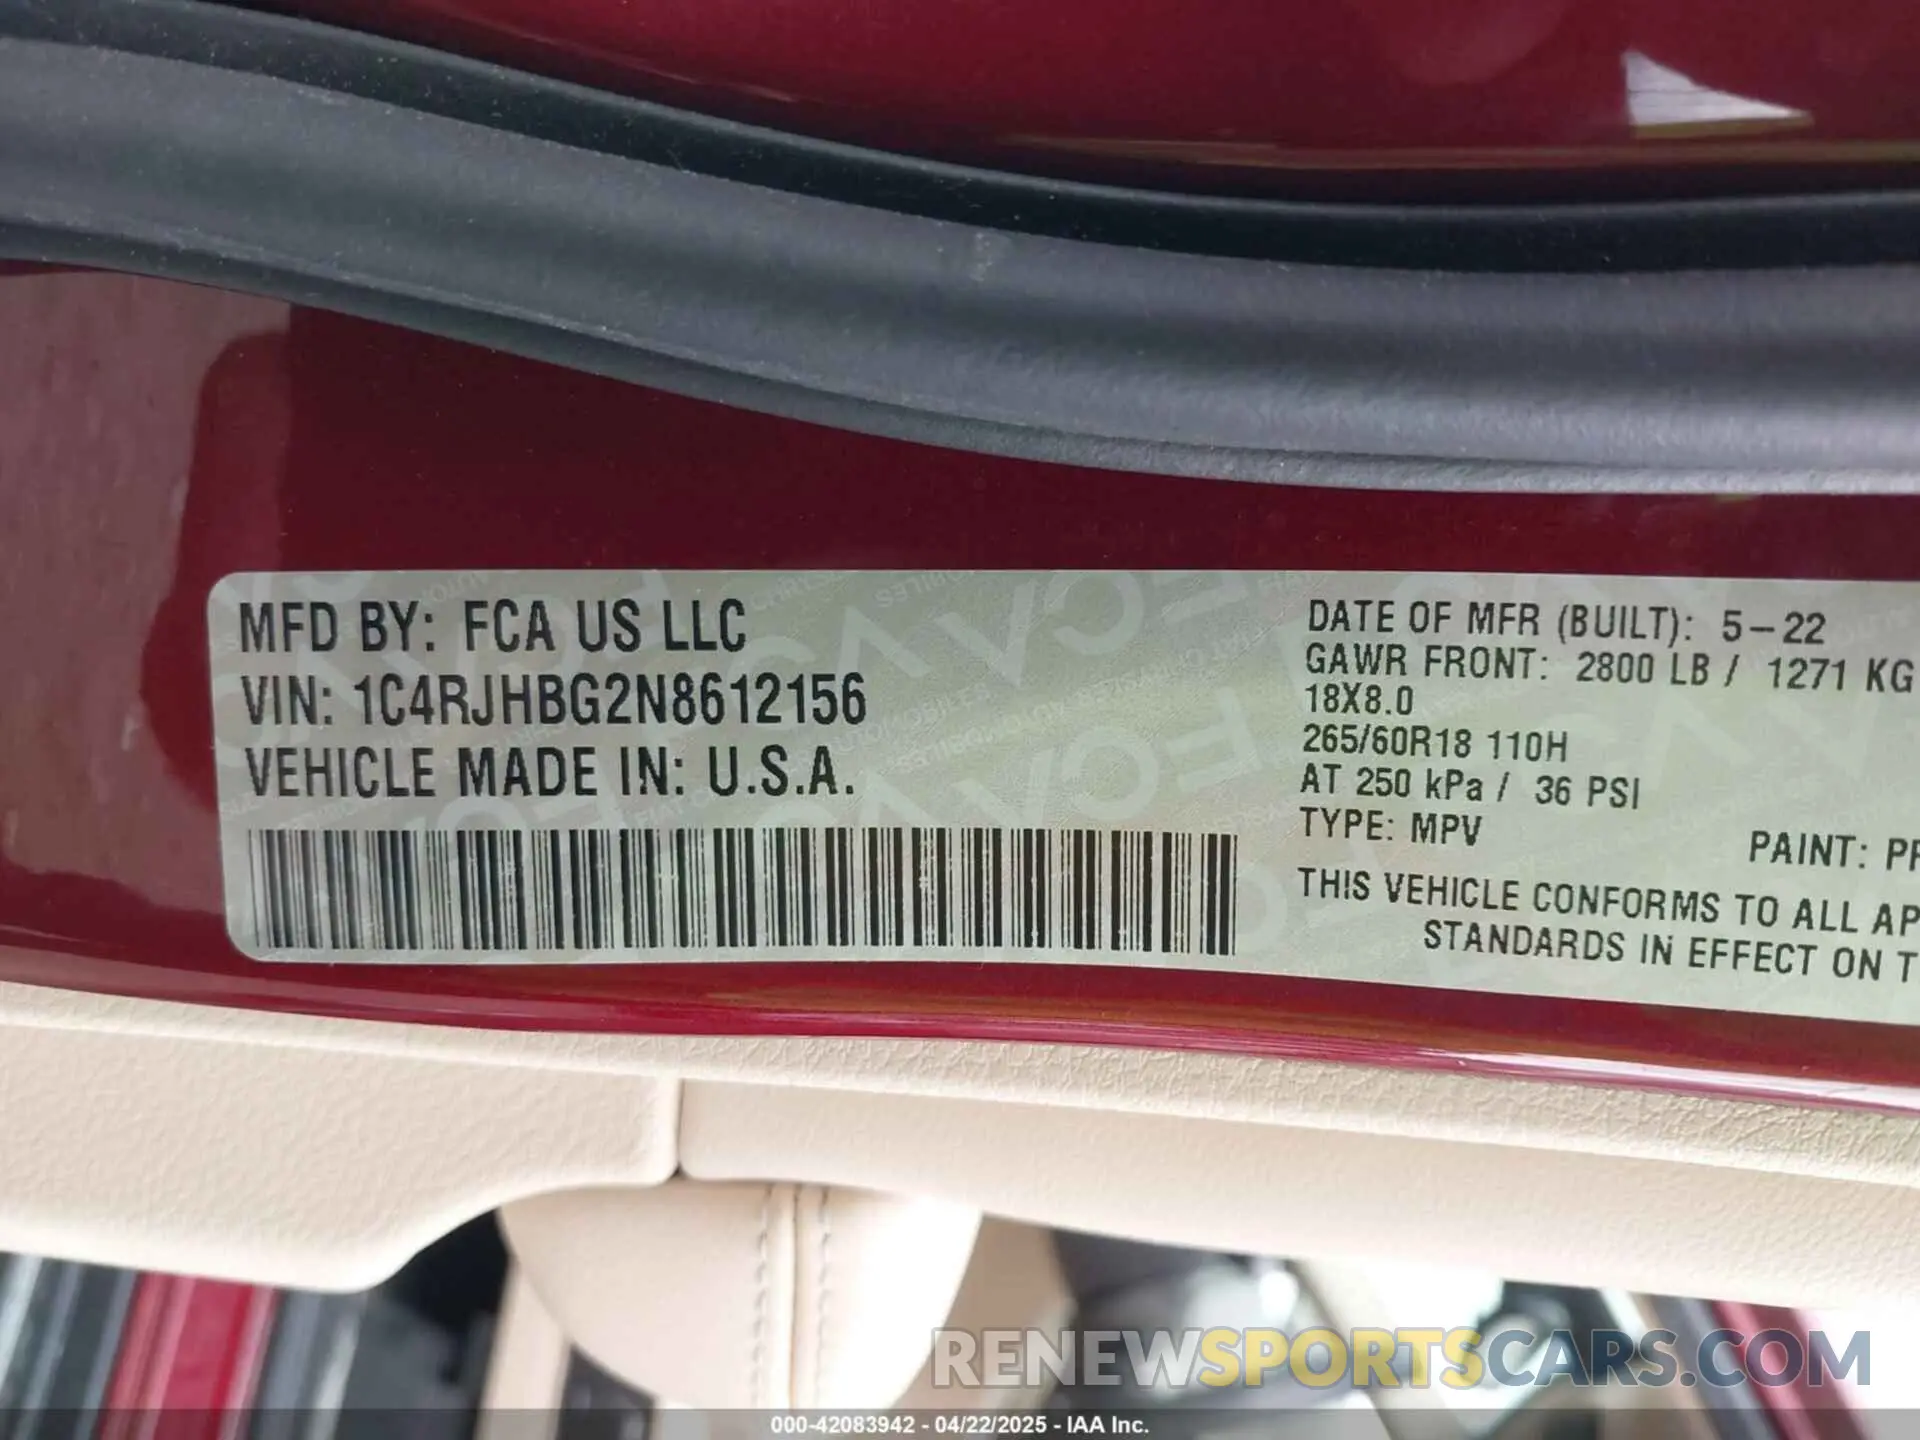 MFD BY: FCA US LLC
VIN: 1C4RJHBG2N8612156
VEHICLE MADE IN: U.S.A.
DATE OF MFR (BUILT): 5-22
GAWR FRONT: 2800 LB / 1271 KG
18X8.0
265/60R18 110H
AT 250 kPa / 36 PSI
TYPE: MPV
PAINT:
THIS VEHICLE CONFORMS TO ALL
STANDARDS IN EFFECT ON
RENEWSPORTSCARS.COM
000-42083942 - 04/22/2025 - IAA Inc.